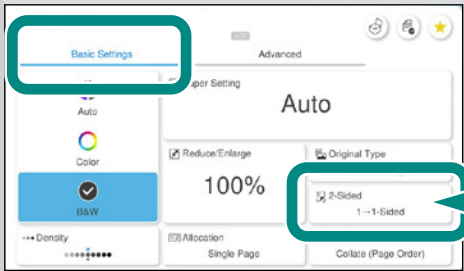 Basic Settings
Advanced
Auto
Color
B&W
Density
Setting
Auto
Reduce/Enlarge
100%
Allocation
Single Page
Original Type
2-Sided
1→1-Sided
Collate (Page Order)